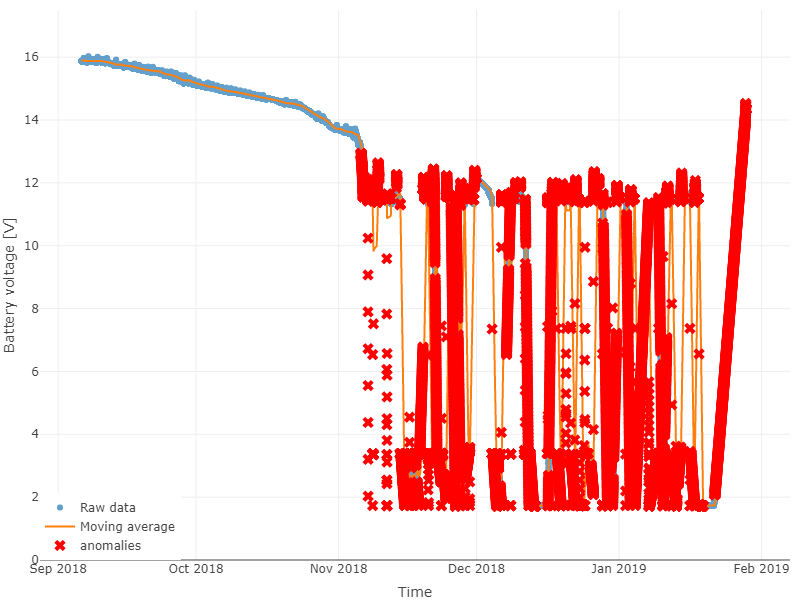 16
14
12
10
8
6
4
2
0
Battery voltage [V]
Raw data
Moving average
anomalies
Sep 2018 Oct 2018 Nov 2018 Dec 2018 Jan 2019 Feb 2019
Time